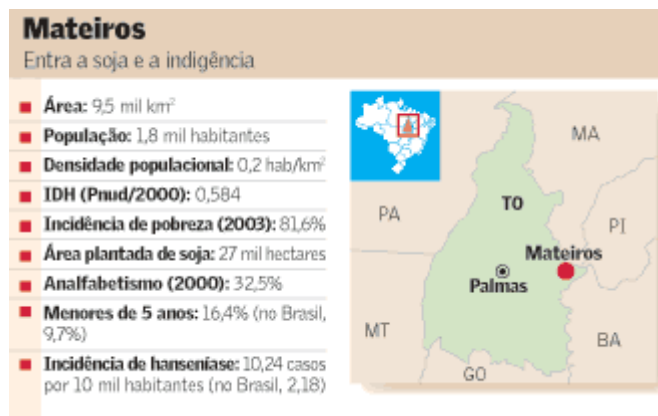 Mateiros
Entra a soja e a indigência
Área: 9,5 mil km²
População: 1,8 mil habitantes
Densidade populacional: 0,2 hab/km²
IDH (Pnud/2000): 0,584
Incidência de pobreza (2003): 81,6%
Área plantada de soja: 27 mil hectares
Analfabetismo (2000): 32,5%
Menores de 5 anos: 16,4% (no Brasil,
9,7%)
Incidência de hanseníase: 10,24 casos
por 10 mil habitantes (no Brasil, 2,18)
MA
PA
TO
PI
Mateiros
Palmas
MT
BA
GO